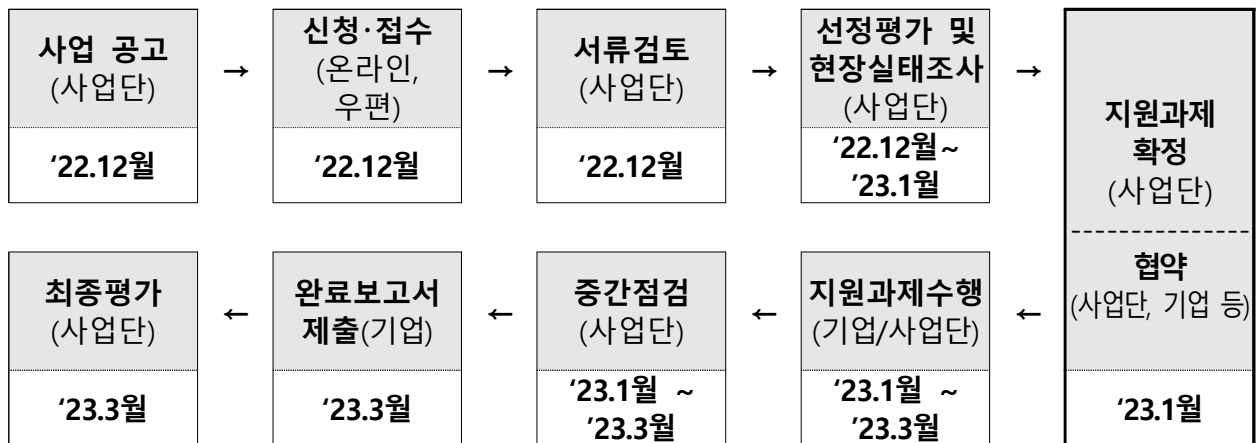 사업 공고
(사업단)
‘22.12월
→
신청·접수
(온라인,
우편)
‘22.12월
→
서류검토
(사업단)
‘22.12월
→
선정평가 및
현장실태조사
(사업단)
‘22.12월~
’23.1월
→
지원과제
확정
(사업단)
협약
(사업단, 기업 등)
‘23.1월
←
지원과제수행
(기업/사업단)
‘23.1월 ~
’23.3월
←
중간점검
(사업단)
‘23.1월 ~
’23.3월
←
완료보고서
제출(기업)
‘23.3월
←
최종평가
(사업단)
‘23.3월